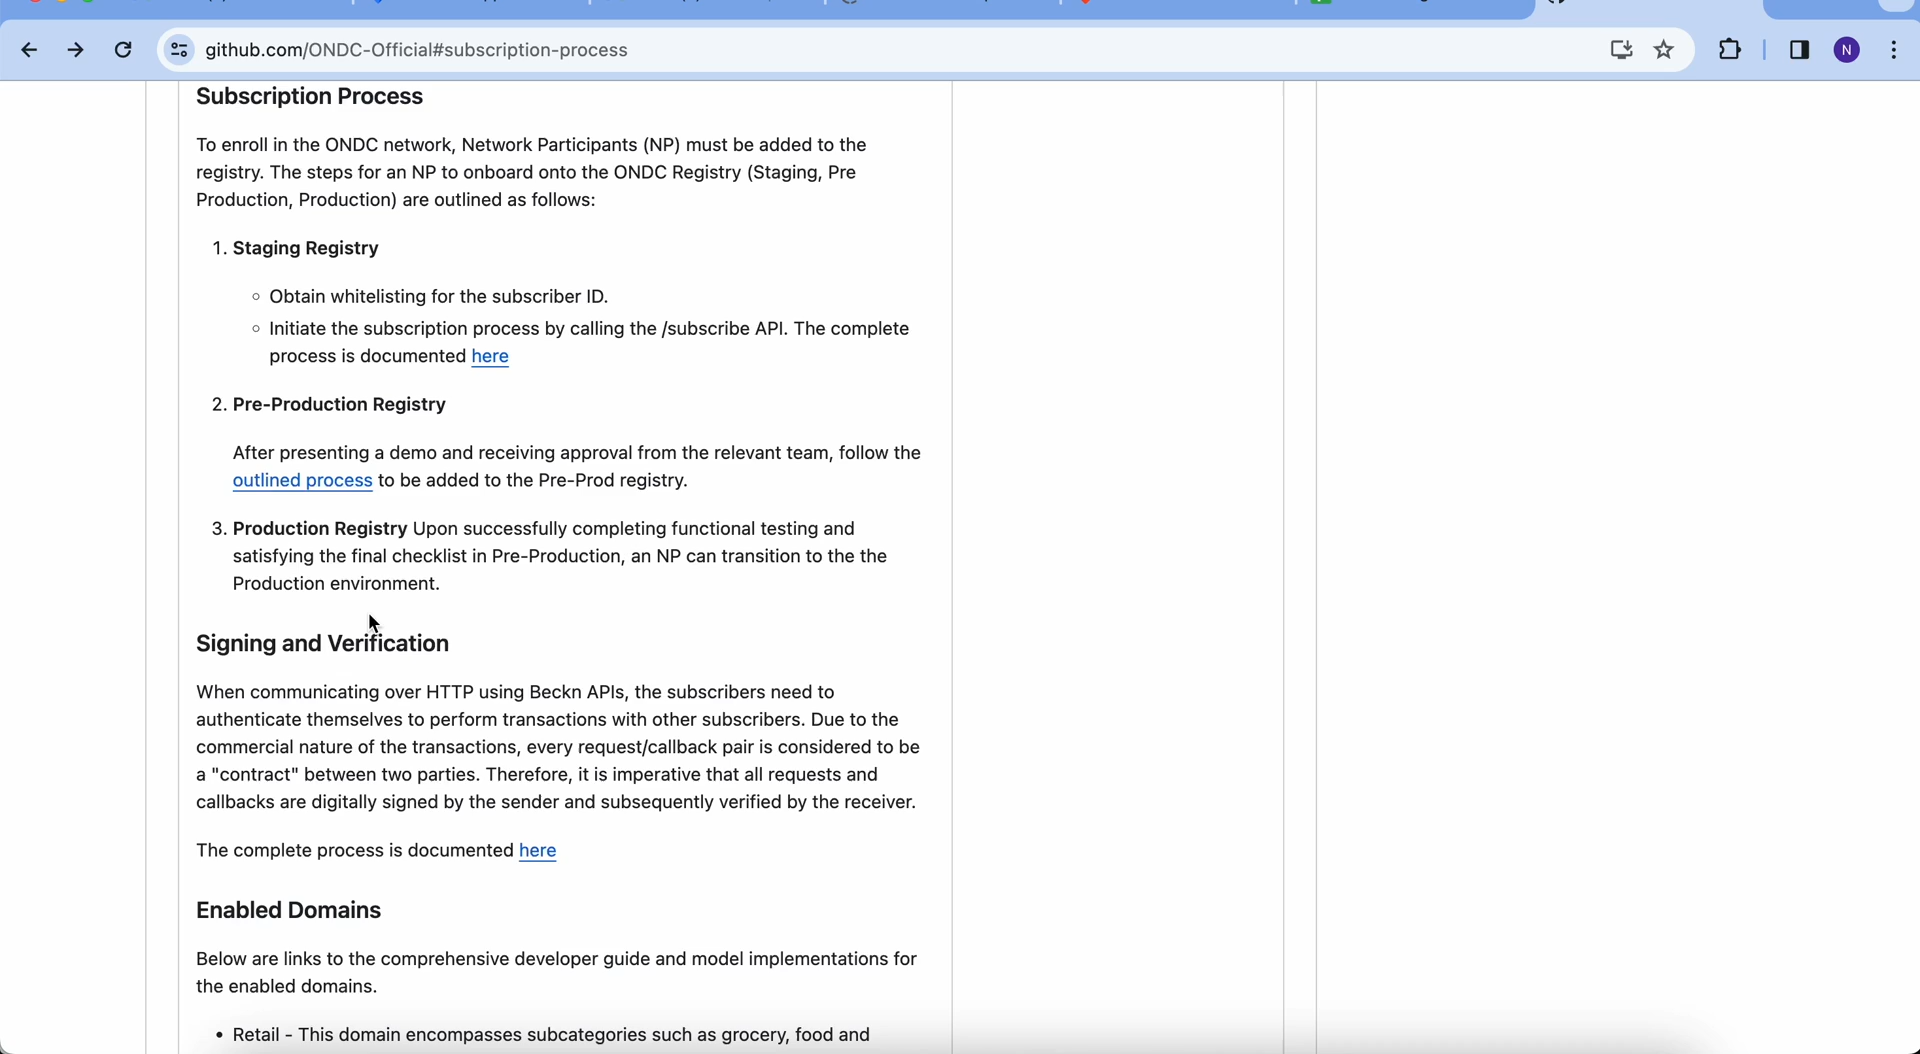 github.com/ONDC-Official#subscription-process
N
Subscription Process
To enroll in the ONDC network, Network Participants (NP) must be added to the
registry. The steps for an NP to onboard onto the ONDC Registry (Staging, Pre
Production, Production) are outlined as follows:
1. Staging Registry
Obtain whitelisting for the subscriber ID.
Initiate the subscription process by calling the /subscribe API. The complete
process is documented here
2. Pre-Production Registry
After presenting a demo and receiving approval from the relevant team, follow the
outlined process to be added to the Pre-Prod registry.
3. Production Registry Upon successfully completing functional testing and
satisfying the final checklist in Pre-Production, an NP can transition to the the
Production environment.
Signing and Verification
When communicating over HTTP using Beckn APIs, the subscribers need to
authenticate themselves to perform transactions with other subscribers. Due to the
commercial nature of the transactions, every request/callback pair is considered to be
a "contract" between two parties. Therefore, it is imperative that all requests and
callbacks are digitally signed by the sender and subsequently verified by the receiver.
The complete process is documented here
Enabled Domains
Below are links to the comprehensive developer guide and model implementations for
the enabled domains.
• Retail - This domain encompasses subcategories such as grocery, food and